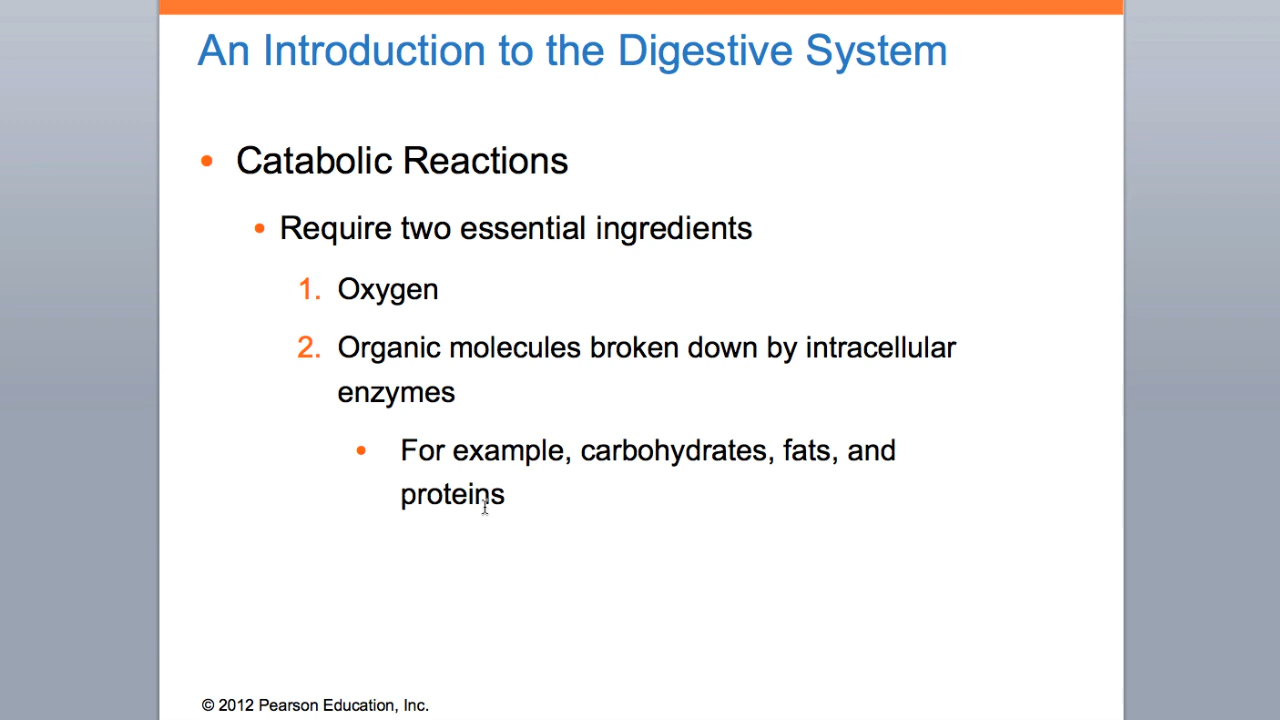 An Introduction to the Digestive System
• Catabolic Reactions
• Require two essential ingredients
1. Oxygen
2. Organic molecules broken down by intracellular
enzymes
• For example, carbohydrates, fats, and
proteins
© 2012 Pearson Education, Inc.